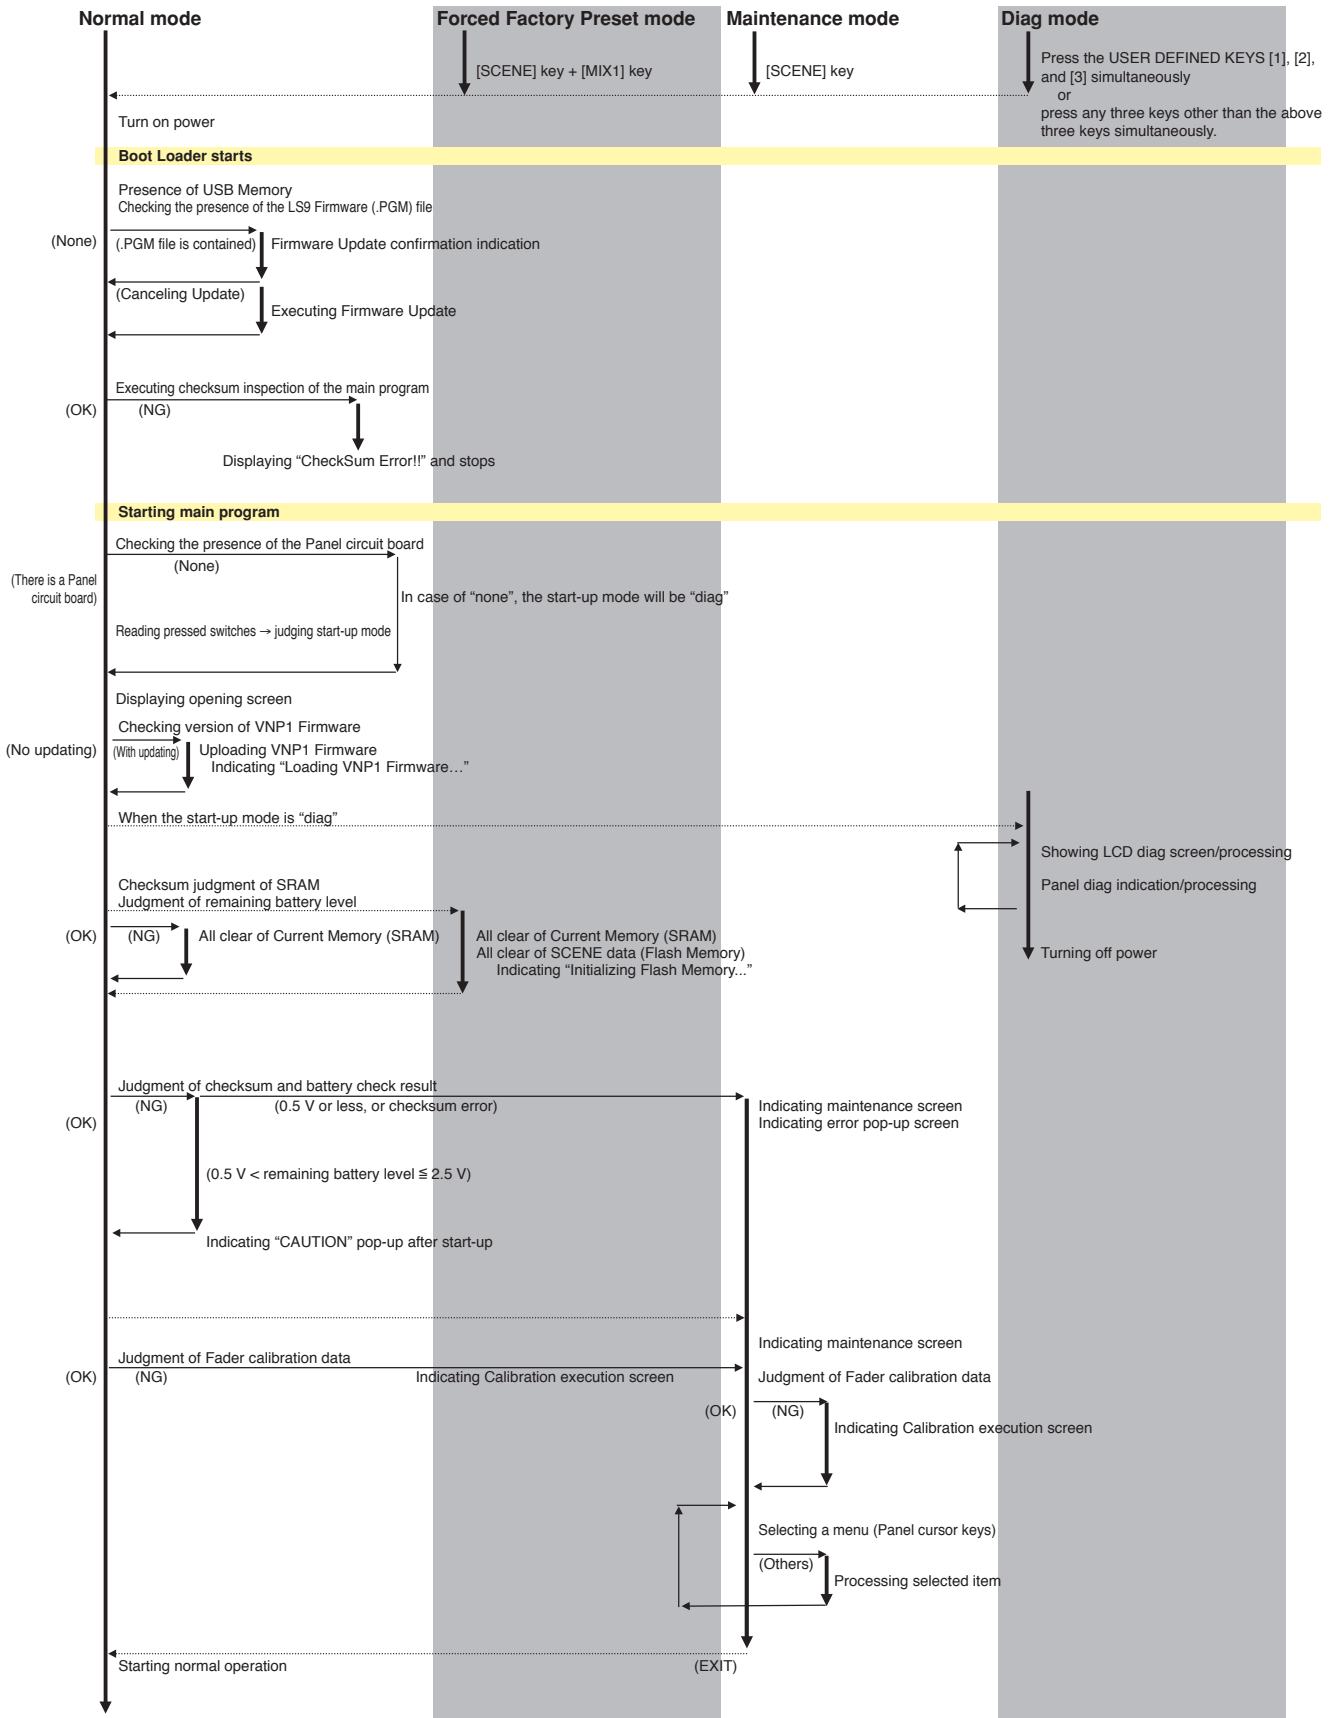 Normal mode
Forced Factory Preset mode
Maintenance mode
Diag mode
[SCENE] key + [MIX1] key
[SCENE] key
Press the USER DEFINED KEYS [1], [2],
and [3] simultaneously
or
press any three keys other than the above
three keys simultaneously.
Turn on power
Boot Loader starts
Presence of USB Memory
Checking the presence of the LS9 Firmware (.PGM) file
(None)
(.PGM file is contained)
Firmware Update confirmation indication
(Canceling Update)
Executing Firmware Update
Executing checksum inspection of the main program
(OK)
(NG)
Displaying “CheckSum Error!!” and stops
Starting main program
Checking the presence of the Panel circuit board
(None)
(There is a Panel
circuit board)
In case of “none”, the start-up mode will be “diag”
Reading pressed switches → judging start-up mode
Displaying opening screen
Checking version of VNP1 Firmware
(No updating)
(With updating)
Uploading VNP1 Firmware
Indicating “Loading VNP1 Firmware…”
When the start-up mode is “diag”
Showing LCD diag screen/processing
Panel diag indication/processing
Turning off power
Checksum judgment of SRAM
Judgment of remaining battery level
(OK)
(NG)
All clear of Current Memory (SRAM)
All clear of Current Memory (SRAM)
All clear of SCENE data (Flash Memory)
Indicating “Initializing Flash Memory...”
Judgment of checksum and battery check result
(NG)
(0.5 V or less, or checksum error)
(OK)
Indicating maintenance screen
Indicating error pop-up screen
(0.5 V < remaining battery level ≦ 2.5 V)
Indicating “CAUTION” pop-up after start-up
Indicating maintenance screen
Judgment of Fader calibration data
(OK)
(NG)
Indicating Calibration execution screen
Judgment of Fader calibration data
(OK)
(NG)
Indicating Calibration execution screen
Selecting a menu (Panel cursor keys)
(Others)
Processing selected item
Starting normal operation
(EXIT)